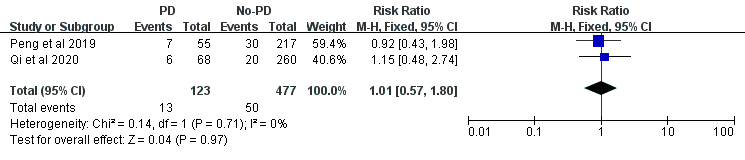 PD No-PD Risk Ratio Risk Ratio
Study or Subgroup Events Total Events Total Weight M-H, Fixed, 95% CI M-H, Fixed, 95% CI
Peng et al 2019 7 55 30 217 59.4% 0.92 [0.43, 1.98]
Qi et al 2020 6 68 20 260 40.6% 1.15 [0.48, 2.74]
Total (95% CI) 123 477 100.0% 1.01 [0.57, 1.80]
Total events 13 50
Heterogeneity: Chi² = 0.14, df = 1 (P = 0.71); I² = 0%
Test for overall effect: Z = 0.04 (P = 0.97)
0.01 0.1 1 10 100